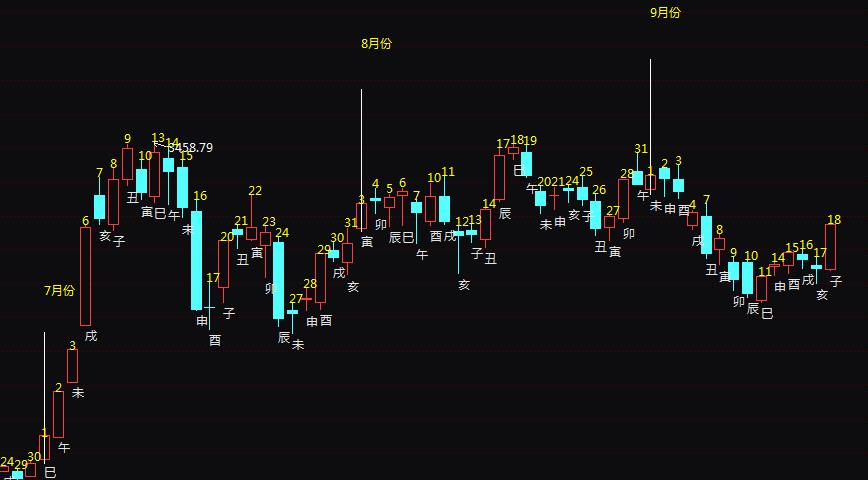 9月份
8月份
7月份
3458.79
24
29
30
1
巳
2
午
3
未
6
戌
7
亥
8
子
9
丑
10
寅
13
巳
14
午
15
未
16
申
17
酉
20
子
21
丑
22
寅
23
卯
24
辰
27
未
28
申
29
酉
30
戌
31
亥
3
寅
4
卯
5
辰
6
巳
7
午
10
酉
11
戌
12
亥
13
子
14
丑
17
辰
18
巳
19
午
20
未
21
申
24
亥
25
子
26
丑
27
寅
28
卯
31
午
1
未
2
申
3
酉
4
戌
7
丑
8
寅
9
卯
10
辰
11
巳
14
申
15
酉
16
戌
17
亥
18
子